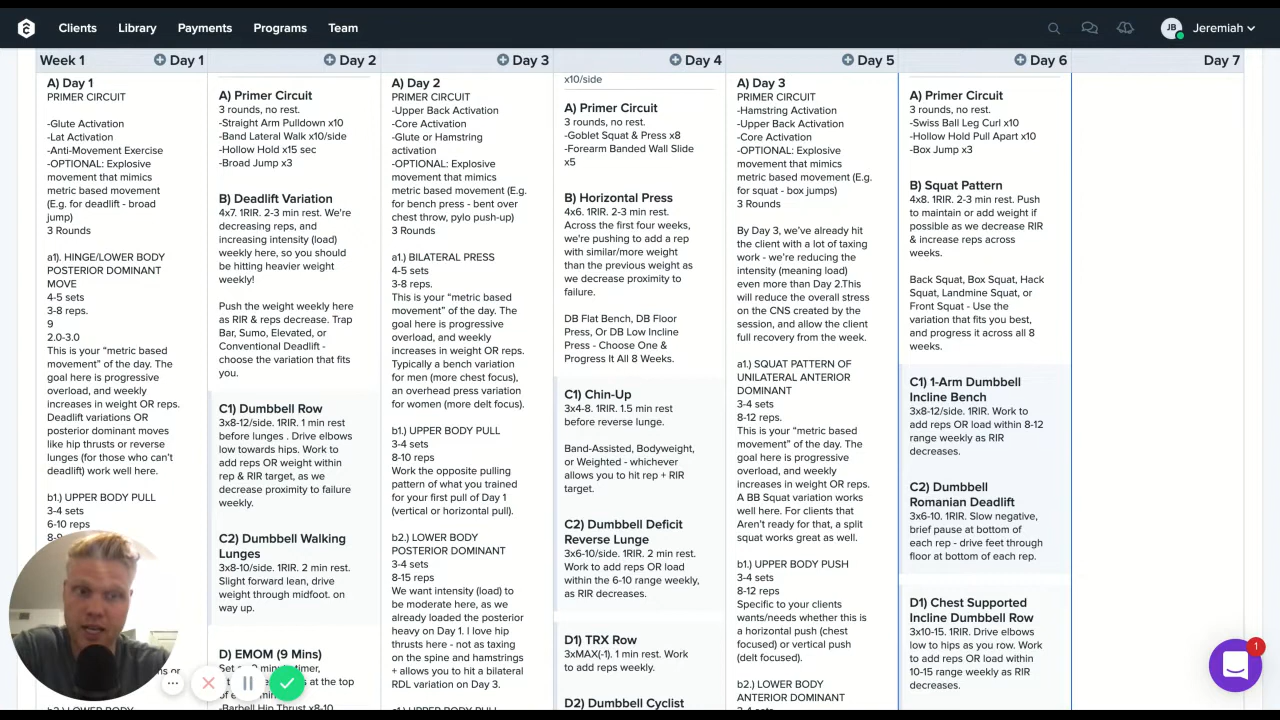 Clients
Library
Payments
Programs
Team
JB
Jeremiah
Week 1
Day 1
Day 2
Day 3
Day 4
Day 5
Day 6
Day 7
A) Day 1
PRIMER CIRCUIT
-Glute Activation
-Lat Activation
-Anti-Movement Exercise
-OPTIONAL: Explosive
movement that mimics
metric based movement
(E.g. for deadlift - broad
jump)
3 Rounds
a1). HINGE/LOWER BODY
POSTERIOR DOMINANT
MOVE
4-5 sets
3-8 reps.
9
2.0-3.0
This is your "metric based
movement" of the day. The
goal here is progressive
overload, and weekly
increases in weight OR reps.
Deadlift variations OR
posterior dominant moves
like hip thrusts or reverse
lunges (for those who can't
deadlift) work well here.
b1.) UPPER BODY PULL
3-4 sets
6-10 reps
A) Primer Circuit
3 rounds, no rest.
-Straight Arm Pulldown x10
-Band Lateral Walk x10/side
-Hollow Hold x15 sec
-Broad Jump x3
B) Deadlift Variation
4x7. 1RIR. 2-3 min rest. We're
decreasing reps, and
increasing intensity (load)
weekly here, so you should
be hitting heavier weight
weekly!
Push the weight weekly here
as RIR & reps decrease. Trap
Bar, Sumo, Elevated, or
Conventional Deadlift -
choose the variation that fits
you.
C1) Dumbbell Row
3x8-12/side. 1RIR. 1 min rest
before lunges . Drive elbows
low towards hips. Work to
add reps OR weight within
rep & RIR target, as we
decrease proximity to failure
weekly.
C2) Dumbbell Walking
Lunges
3x8-10/side. 1RIR. 2 min rest.
Slight forward lean, drive
weight through midfoot. on
way up.
D) EMOM (9 Mins)
-Barbell Hip Thrust x8-10
A) Day 2
PRIMER CIRCUIT
-Upper Back Activation
-Core Activation
-Glute or Hamstring
activation
-OPTIONAL: Explosive
movement that mimics
metric based movement (E.g.
for bench press - bent over
chest throw, pylo push-up)
3 Rounds
a1.) BILATERAL PRESS
4-5 sets
3-8 reps.
This is your "metric based
movement" of the day. The
goal here is progressive
overload, and weekly
increases in weight OR reps.
Typically a bench variation
for men (more chest focus),
an overhead press variation
for women (more delt focus).
b1.) UPPER BODY PULL
3-4 sets
8-10 reps
Work the opposite pulling
pattern of what you trained
for your first pull of Day 1
(vertical or horizontal pull).
b2.) LOWER BODY
POSTERIOR DOMINANT
3-4 sets
8-15 reps
We want intensity (load) to
be moderate here, as we
already loaded the posterior
heavy on Day 1. I love hip
thrusts here - not as taxing
on the spine and hamstrings
+ allows you to hit a bilateral
RDL variation on Day 3.
x10/side
A) Primer Circuit
3 rounds, no rest.
-Goblet Squat & Press x8
-Forearm Banded Wall Slide
x5
B) Horizontal Press
4x6. 1RIR. 2-3 min rest.
Across the first four weeks,
we're pushing to add a rep
with similar/more weight
than the previous weight as
we decrease proximity to
failure.
DB Flat Bench, DB Floor
Press, Or DB Low Incline
Press - Choose One &
Progress It All 8 Weeks.
C1) Chin-Up
3x4-8. 1RIR. 1.5 min rest
before reverse lunge.
Band-Assisted, Bodyweight,
or Weighted - whichever
allows you to hit rep + RIR
target.
C2) Dumbbell Deficit
Reverse Lunge
3x6-10/side. 1RIR. 2 min rest.
Work to add reps OR load
within the 6-10 range weekly,
as RIR decreases.
D1) TRX Row
3xMAX(-1). 1 min rest. Work
to add reps weekly.
D2) Dumbbell Cyclist
A) Day 3
PRIMER CIRCUIT
-Hamstring Activation
-Upper Back Activation
-Core Activation
-OPTIONAL: Explosive
movement that mimics
metric based movement (E.g.
for squat - box jumps)
3 Rounds
By Day 3, we've already hit
the client with a lot of taxing
work - we're reducing the
intensity (meaning load)
even more than Day 2.This
will reduce the overall stress
on the CNS created by the
session, and allow the client
full recovery from the week.
a1.) SQUAT PATTERN OF
UNILATERAL ANTERIOR
DOMINANT
3-4 sets
8-12 reps.
This is your "metric based
movement" of the day. The
goal here is progressive
overload, and weekly
increases in weight OR reps.
A BB Squat variation works
well here. For clients that
Aren't ready for that, a split
squat works great as well.
b1.) UPPER BODY PUSH
3-4 sets
8-12 reps
Specific to your clients
wants/needs whether this is
a horizontal push (chest
focused) or vertical push
(delt focused).
b2.) LOWER BODY
ANTERIOR DOMINANT
A) Primer Circuit
3 rounds, no rest.
-Swiss Ball Leg Curl x10
-Hollow Hold Pull Apart x10
-Box Jump x3
B) Squat Pattern
4x8. 1RIR. 2-3 min rest. Push
to maintain or add weight if
possible as we decrease RIR
& increase reps across
weeks.
Back Squat, Box Squat, Hack
Squat, Landmine Squat, or
Front Squat - Use the
variation that fits you best,
and progress it across all 8
weeks.
C1) 1-Arm Dumbbell
Incline Bench
3x8-12/side. 1RIR. Work to
add reps OR load within 8-12
range weekly as RIR
decreases.
C2) Dumbbell
Romanian Deadlift
3x6-10. 1RIR. Slow negative,
brief pause at bottom of
each rep - drive feet through
floor at bottom of each rep.
D1) Chest Supported
Incline Dumbbell Row
3x10-15. 1RIR. Drive elbows
low to hips as you row. Work
to add reps OR load within
10-15 range weekly as RIR
decreases.
1